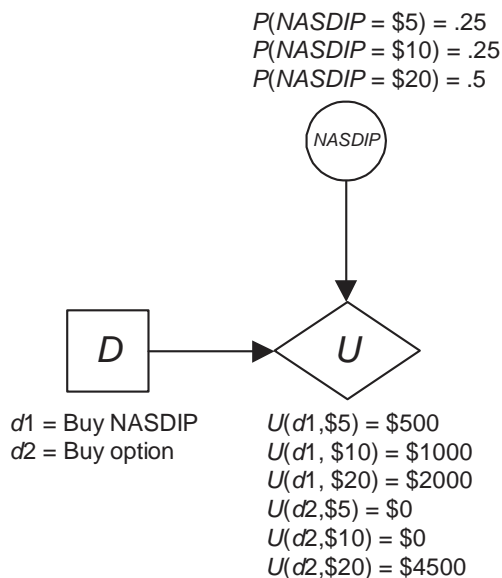 P(NASDIP = $5) = .25
P(NASDIP = $10) = .25
P(NASDIP = $20) = .5
NASDIP
D
U
d1 = Buy NASDIP
d2 = Buy option
U(d1,$5) = $500
U(d1, $10) = $1000
U(d1, $20) = $2000
U(d2,$5) = $0
U(d2,$10) = $0
U(d2,$20) = $4500